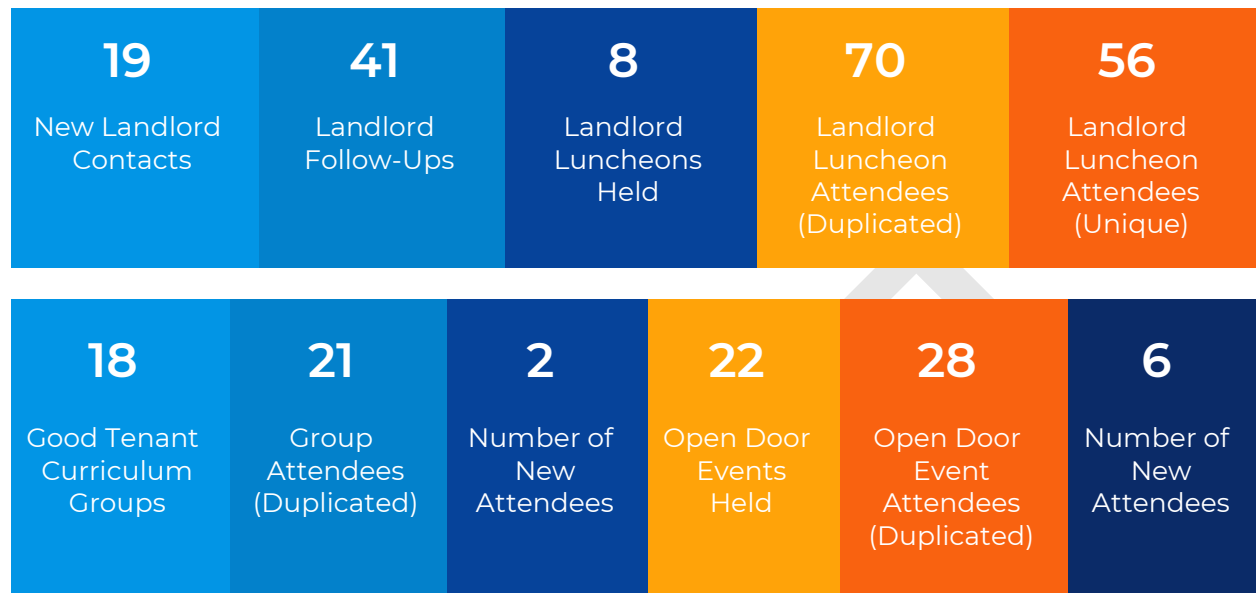 19
New Landlord
Contacts
41
Landlord
Follow-Ups
8
Landlord
Luncheons
Held
70
Landlord
Luncheon
Attendees
(Duplicated)
56
Landlord
Luncheon
Attendees
(Unique)
18
Good Tenant
Curriculum
Groups
21
Group
Attendees
(Duplicated)
2
Number of
New
Attendees
22
Open Door
Events
Held
28
Open Door
Event
Attendees
(Duplicated)
6
Number of
New
Attendees